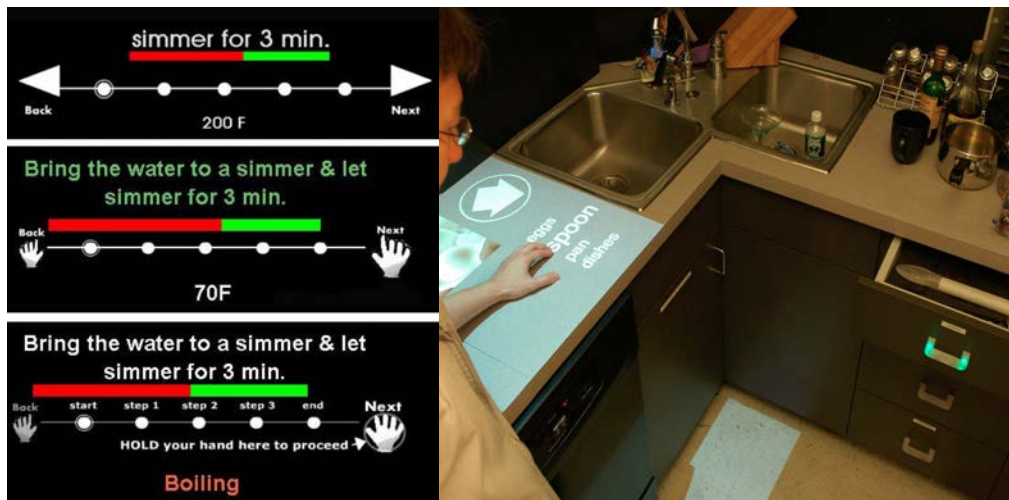 simmer for 3 min.
Back
Next
200 F
Bring the water to a simmer & let
simmer for 3 min.
Back
Next
70F
Bring the water to a simmer & let
simmer for 3 min.
Back start step 1 step 2 step 3 end Next
HOLD your hand here to proceed
Boiling
eggs
spoon
pan
dishes